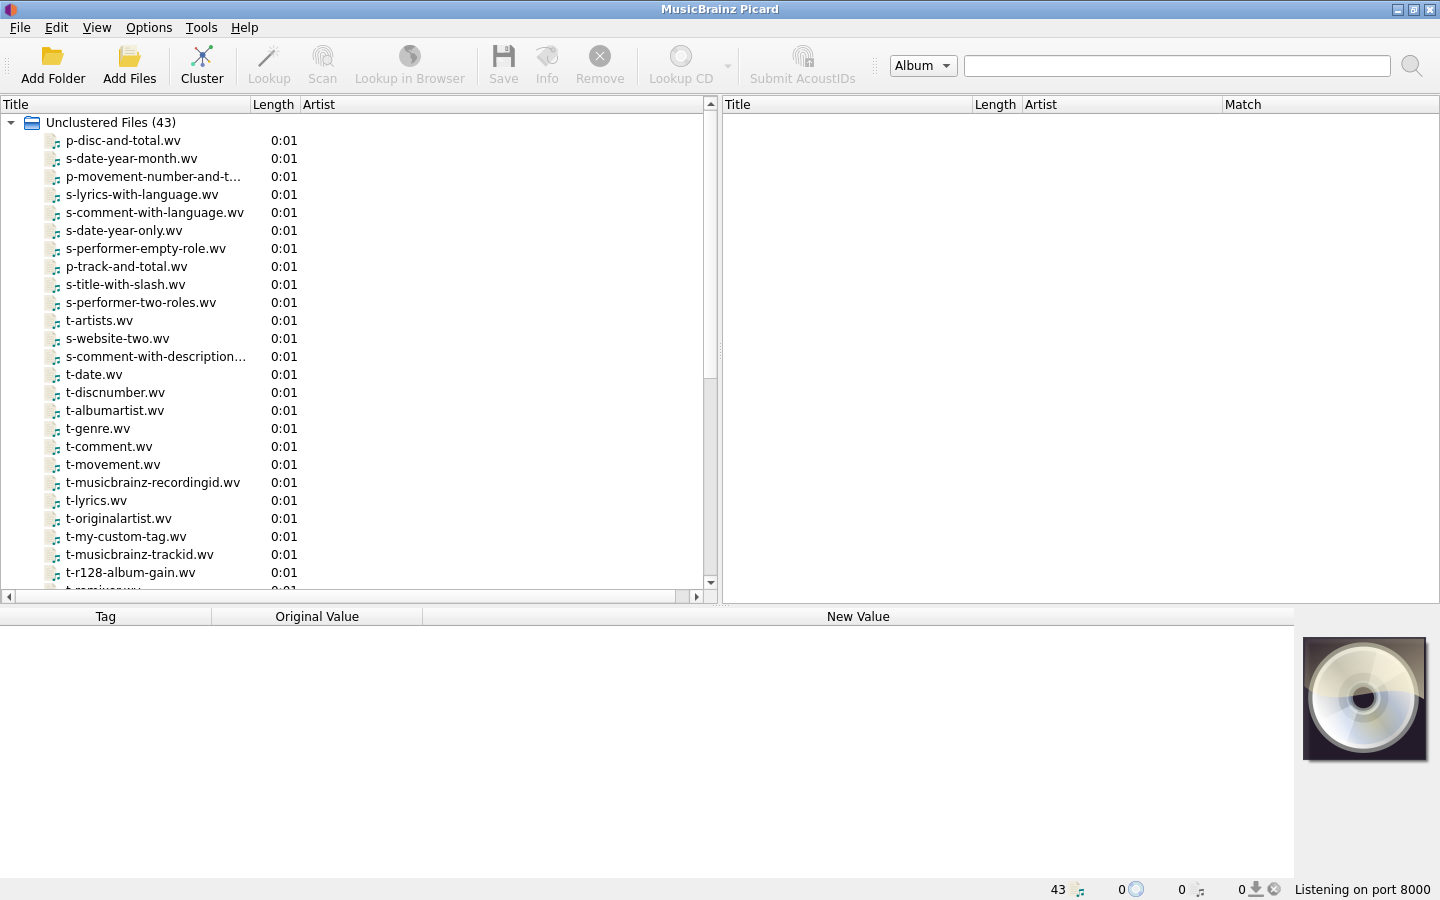 MusicBrainz Picard
File Edit View Options Tools Help
Add Folder Add Files Cluster Lookup Scan Lookup in Browser Save Info Remove Lookup CD Submit AcoustIDs Album
Title Length Artist Title Length Artist Match
Unclustered Files (43)
p-disc-and-total.wv 0:01
s-date-year-month.wv 0:01
p-movement-number-and-t... 0:01
s-lyrics-with-language.wv 0:01
s-comment-with-language.wv 0:01
s-date-year-only.wv 0:01
s-performer-empty-role.wv 0:01
p-track-and-total.wv 0:01
s-title-with-slash.wv 0:01
s-performer-two-roles.wv 0:01
t-artists.wv 0:01
s-website-two.wv 0:01
s-comment-with-description... 0:01
t-date.wv 0:01
t-discnumber.wv 0:01
t-albumartist.wv 0:01
t-genre.wv 0:01
t-comment.wv 0:01
t-movement.wv 0:01
t-musicbrainz-recordingid.wv 0:01
t-lyrics.wv 0:01
t-originalartist.wv 0:01
t-my-custom-tag.wv 0:01
t-musicbrainz-trackid.wv 0:01
t-r128-album-gain.wv 0:01
Tag Original Value New Value
43 0 0 0 Listening on port 8000